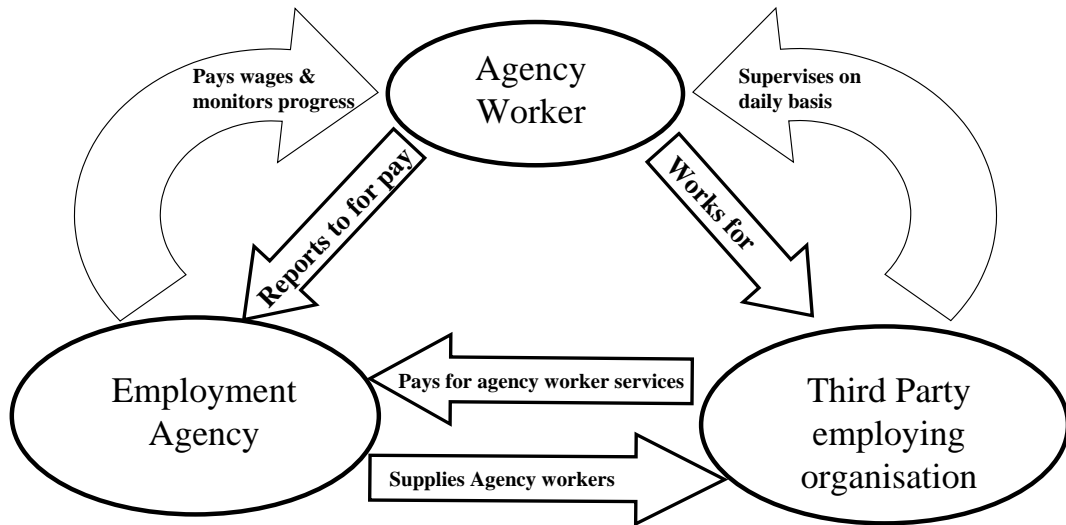 Agency
Worker
Pays wages &
monitors progress
Supervises on
daily basis
Reports to for pay
Works for
Employment
Agency
Pays for agency worker services
Third Party
employing
organisation
Supplies Agency workers